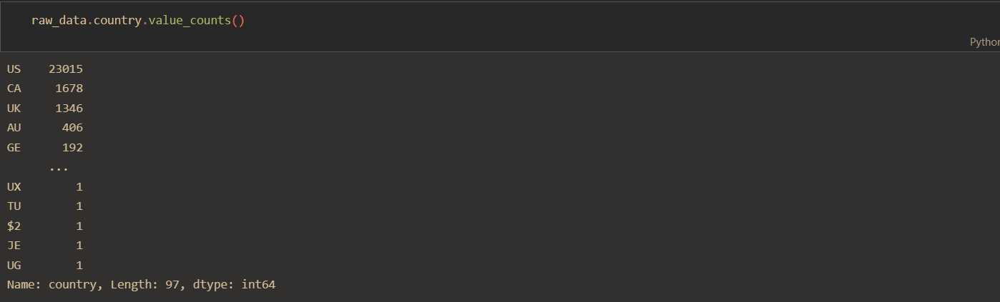 raw_data.country.value_counts()
Python
US 23015
CA 1678
UK 1346
AU 406
GE 192
...
UX 1
TU 1
$2 1
JE 1
UG 1
Name: country, Length: 97, dtype: int64